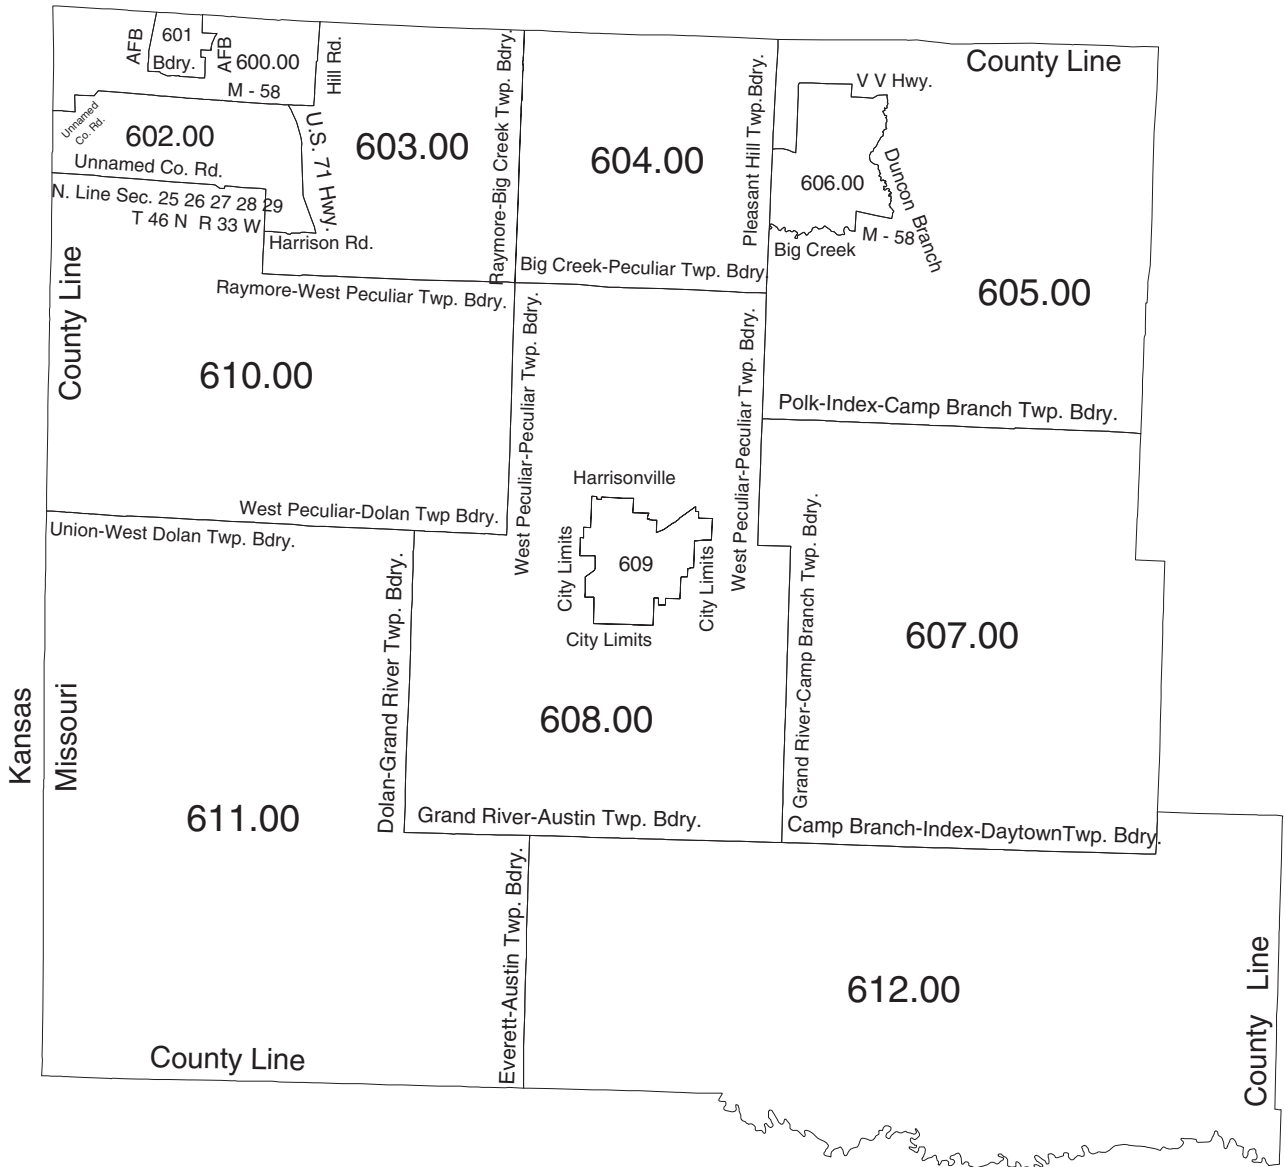 AFB
601
Bdry.
AFB
600.00
M - 58
Hill Rd.
Raymore-Big Creek Twp. Bdry.
Pleasant Hill Twp.Bdry.
County Line
V V Hwy.
Unnamed
Co. Rd.
602.00
Unnamed Co. Rd.
U.S. 71 Hwy.
603.00
604.00
606.00
Duncon Branch
N. Line Sec. 25 26 27 28 29
T 46 N R 33 W
Harrison Rd.
M - 58
Big Creek
Big Creek-Peculiar Twp. Bdry.
605.00
County Line
Raymore-West Peculiar Twp. Bdry.
610.00
West Peculiar-Peculiar Twp. Bdry.
West Peculiar-Peculiar Twp. Bdry.
Polk-Index-Camp Branch Twp. Bdry.
Harrisonville
West Peculiar-Dolan Twp Bdry.
Union-West Dolan Twp. Bdry.
City Limits
609
City Limits
City Limits
Dolan-Grand River Twp. Bdry.
Grand River-Camp Branch Twp. Bdry.
607.00
608.00
Kansas
Missouri
611.00
Grand River-Austin Twp. Bdry.
Camp Branch-Index-DaytownTwp. Bdry.
Everett-Austin Twp. Bdry.
612.00
County Line
County Line